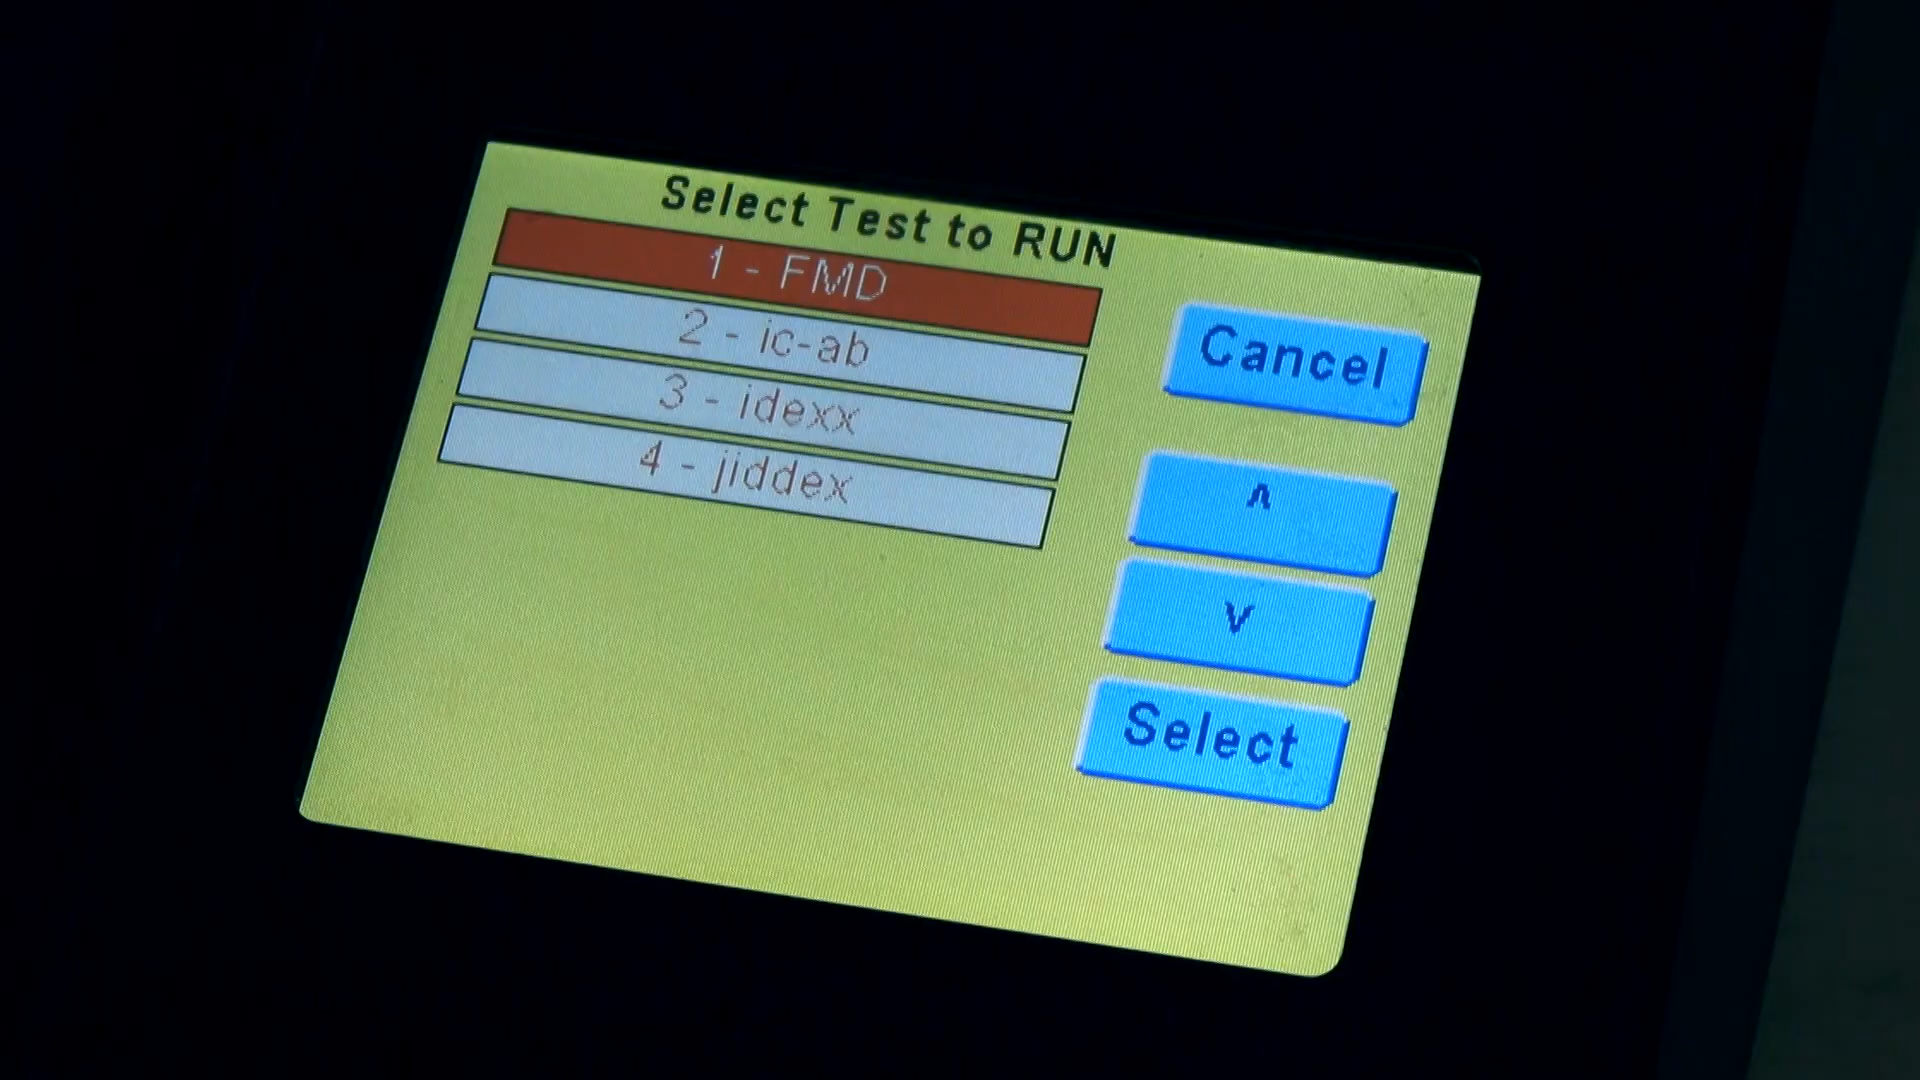 Select Test to RUN
1 - FMD
2 - ic-ab
3 - idexx
4 - jiddex
Cancel
^
v
Select